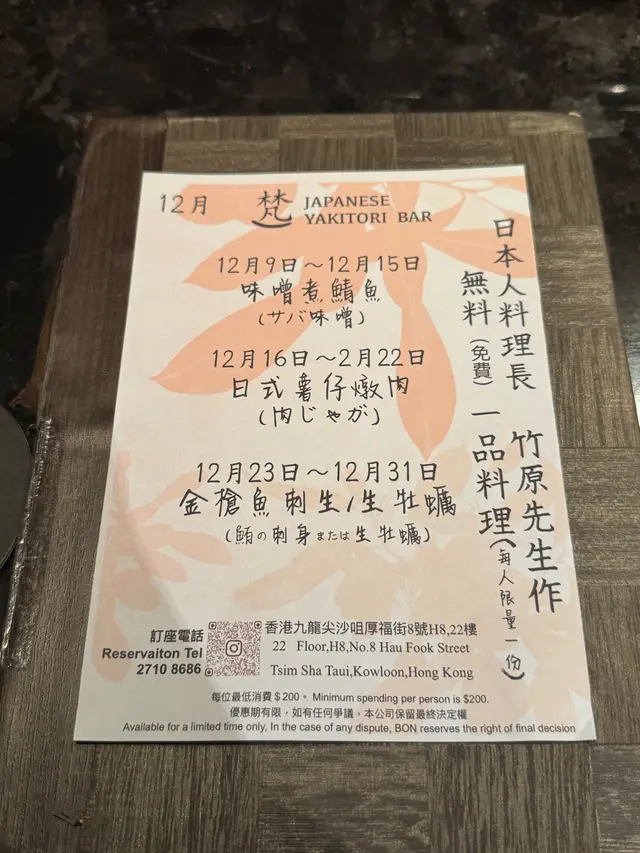 12月
梵
JAPANESE
YAKITORI BAR
12月9日～12月15日
味噌煮鯖魚
(サバ味噌)
12月16日～2月22日
日式薯仔燉肉
(肉じゃが)
12月23日～12月31日
金槍魚刺生/生牡蠣
(鮪の刺身または生牡蠣)
日本人料理長 竹原先生作
無料(免費)一品料理(每人限量一份)
訂座電話
Reservaiton Tel
2710 8686
香港九龍尖沙咀厚福街8號H8,22樓
22 Floor,H8,No.8 Hau Fook Street
Tsim Sha Taui,Kowloon,Hong Kong
每位最低消費＄200。 Minimum spending per person is $200.
優惠期有限，如有任何爭議，本公司保留最終決定權
Available for a limited time only, In the case of any dispute, BON reserves the right of final decision